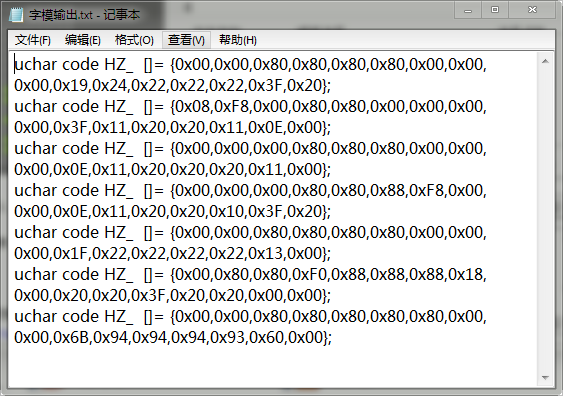 字模输出.txt - 记事本
文件(F) 编辑(E) 格式(O) 查看(V) 帮助(H)
uchar code HZ_  []= {0x00,0x00,0x80,0x80,0x80,0x80,0x00,0x00,
0x00,0x19,0x24,0x22,0x22,0x22,0x3F,0x20};
uchar code HZ_  []= {0x08,0xF8,0x00,0x80,0x80,0x00,0x00,0x00,
0x00,0x3F,0x11,0x20,0x20,0x11,0x0E,0x00};
uchar code HZ_  []= {0x00,0x00,0x00,0x80,0x80,0x80,0x00,0x00,
0x00,0x0E,0x11,0x20,0x20,0x20,0x11,0x00};
uchar code HZ_  []= {0x00,0x00,0x00,0x80,0x80,0x88,0xF8,0x00,
0x00,0x0E,0x11,0x20,0x20,0x10,0x3F,0x20};
uchar code HZ_  []= {0x00,0x00,0x80,0x80,0x80,0x80,0x00,0x00,
0x00,0x1F,0x22,0x22,0x22,0x22,0x13,0x00};
uchar code HZ_  []= {0x00,0x80,0x80,0xF0,0x88,0x88,0x88,0x18,
0x00,0x20,0x20,0x3F,0x20,0x20,0x00,0x00};
uchar code HZ_  []= {0x00,0x00,0x80,0x80,0x80,0x80,0x80,0x00,
0x00,0x6B,0x94,0x94,0x94,0x93,0x60,0x00};